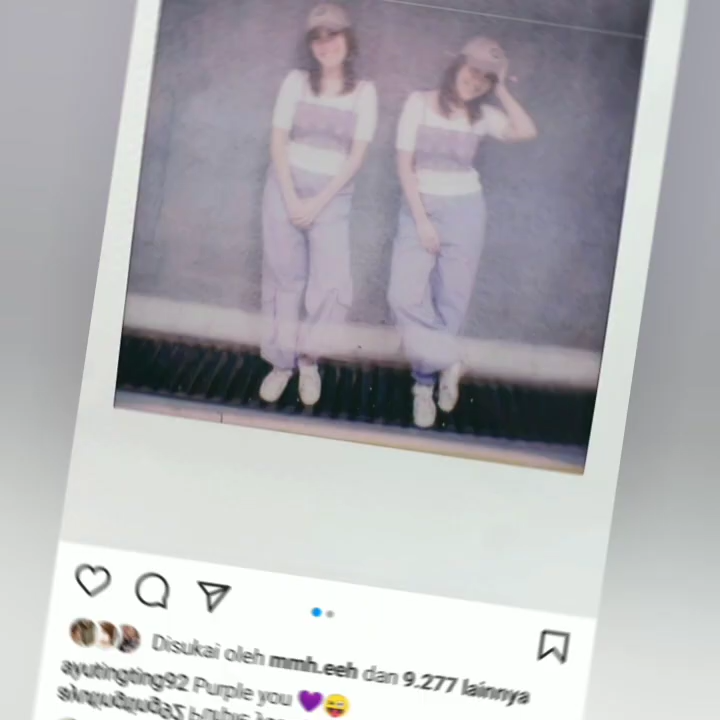 Disukai oleh mmh.eeh dan 9.277 lainnya
ayutingting92 Purple you 💜😜